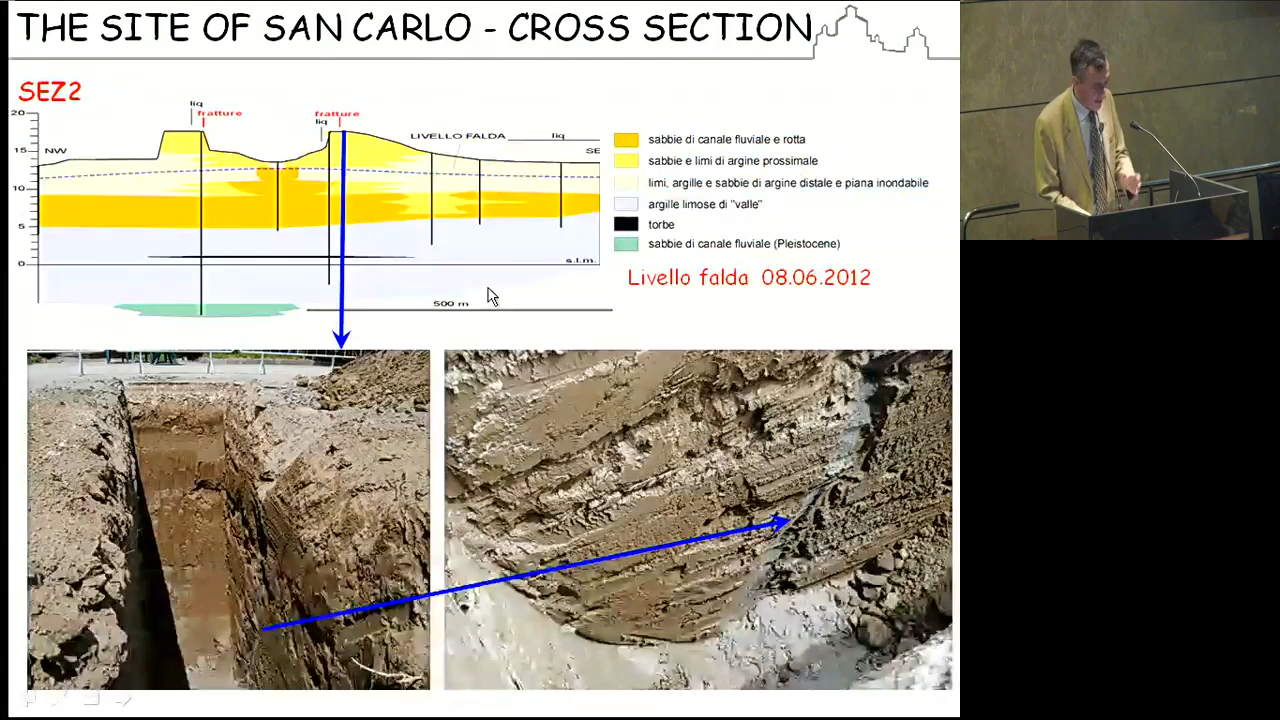 THE SITE OF SAN CARLO - CROSS SECTION
SEZ2
liq
fratture
fratture
liq
LIVELLO FALDA
liq
20
NW
SE
15
10
5
0
s.l.m.
500 m
sabbie di canale fluviale e rotta
sabbie e limi di argine prossimale
limi, argille e sabbie di argine distale e piana inondabile
argille limose di "valle"
torbe
sabbie di canale fluviale (Pleistocene)
Livello falda 08.06.2012